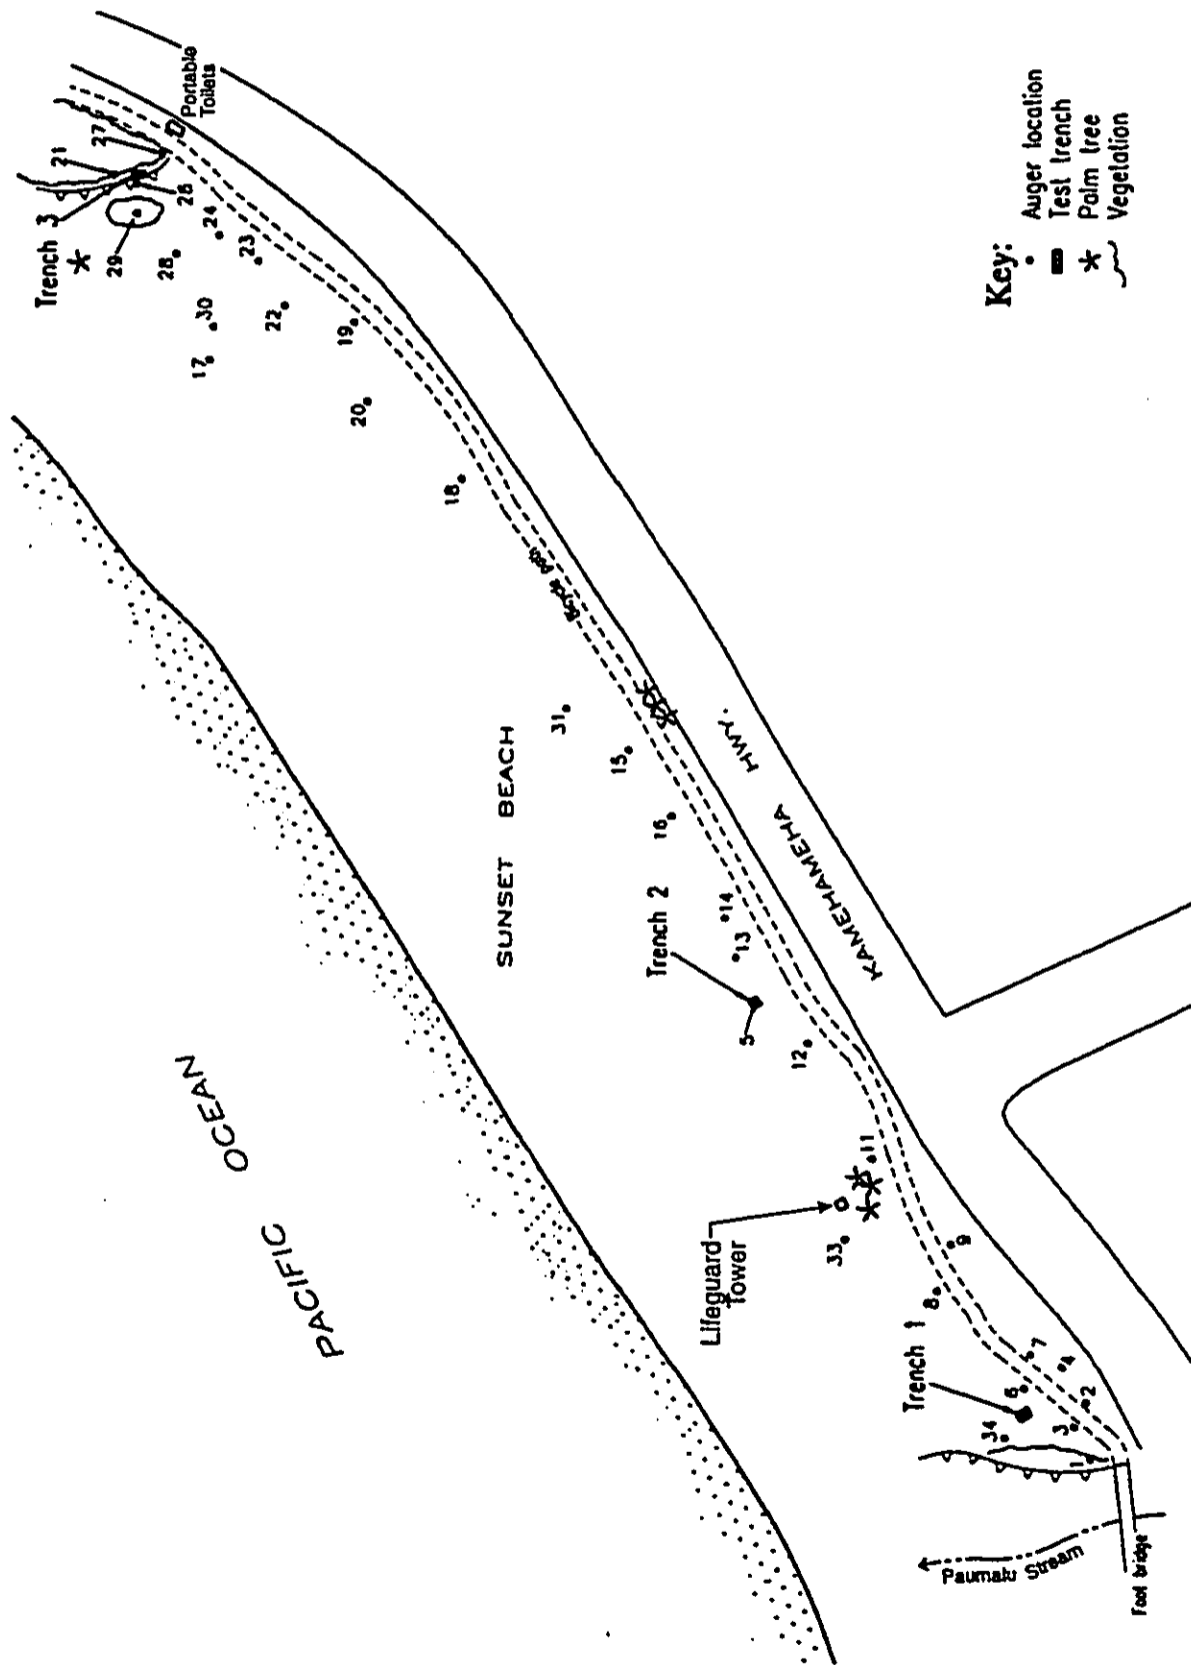 PACIFIC OCEAN
SUNSET BEACH
KAMEHAMEHA HWY.
Portable
Toilets
Trench 3
27
21
26
29
24
28
23
30
22
17
19
20
18
31
15
16
Trench 2
14
13
5
12
11
Lifeguard
Tower
33
9
8
Trench 1
7
4
6
2
3
34
1
Paumalu Stream
Foot bridge
Key:
Auger location
Test trench
Palm tree
Vegetation